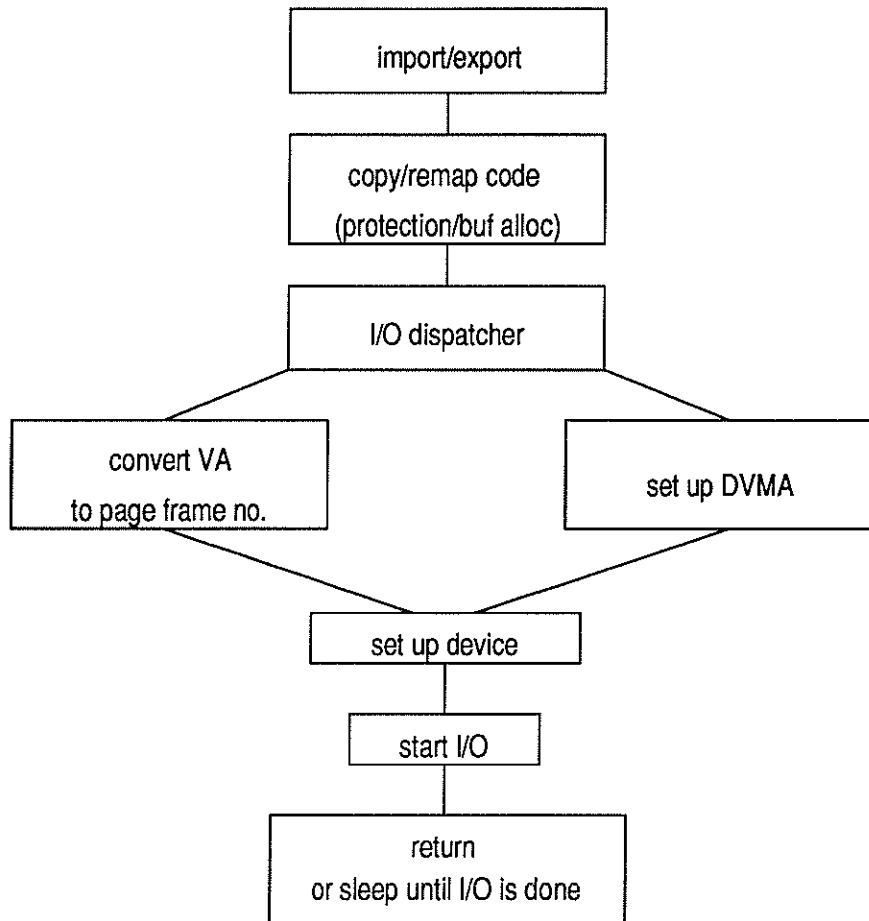 import/export
copy/remap code
(protection/buf alloc)
I/O dispatcher
convert VA
to page frame no.
set up DVMA
set up device
start I/O
return
or sleep until I/O is done